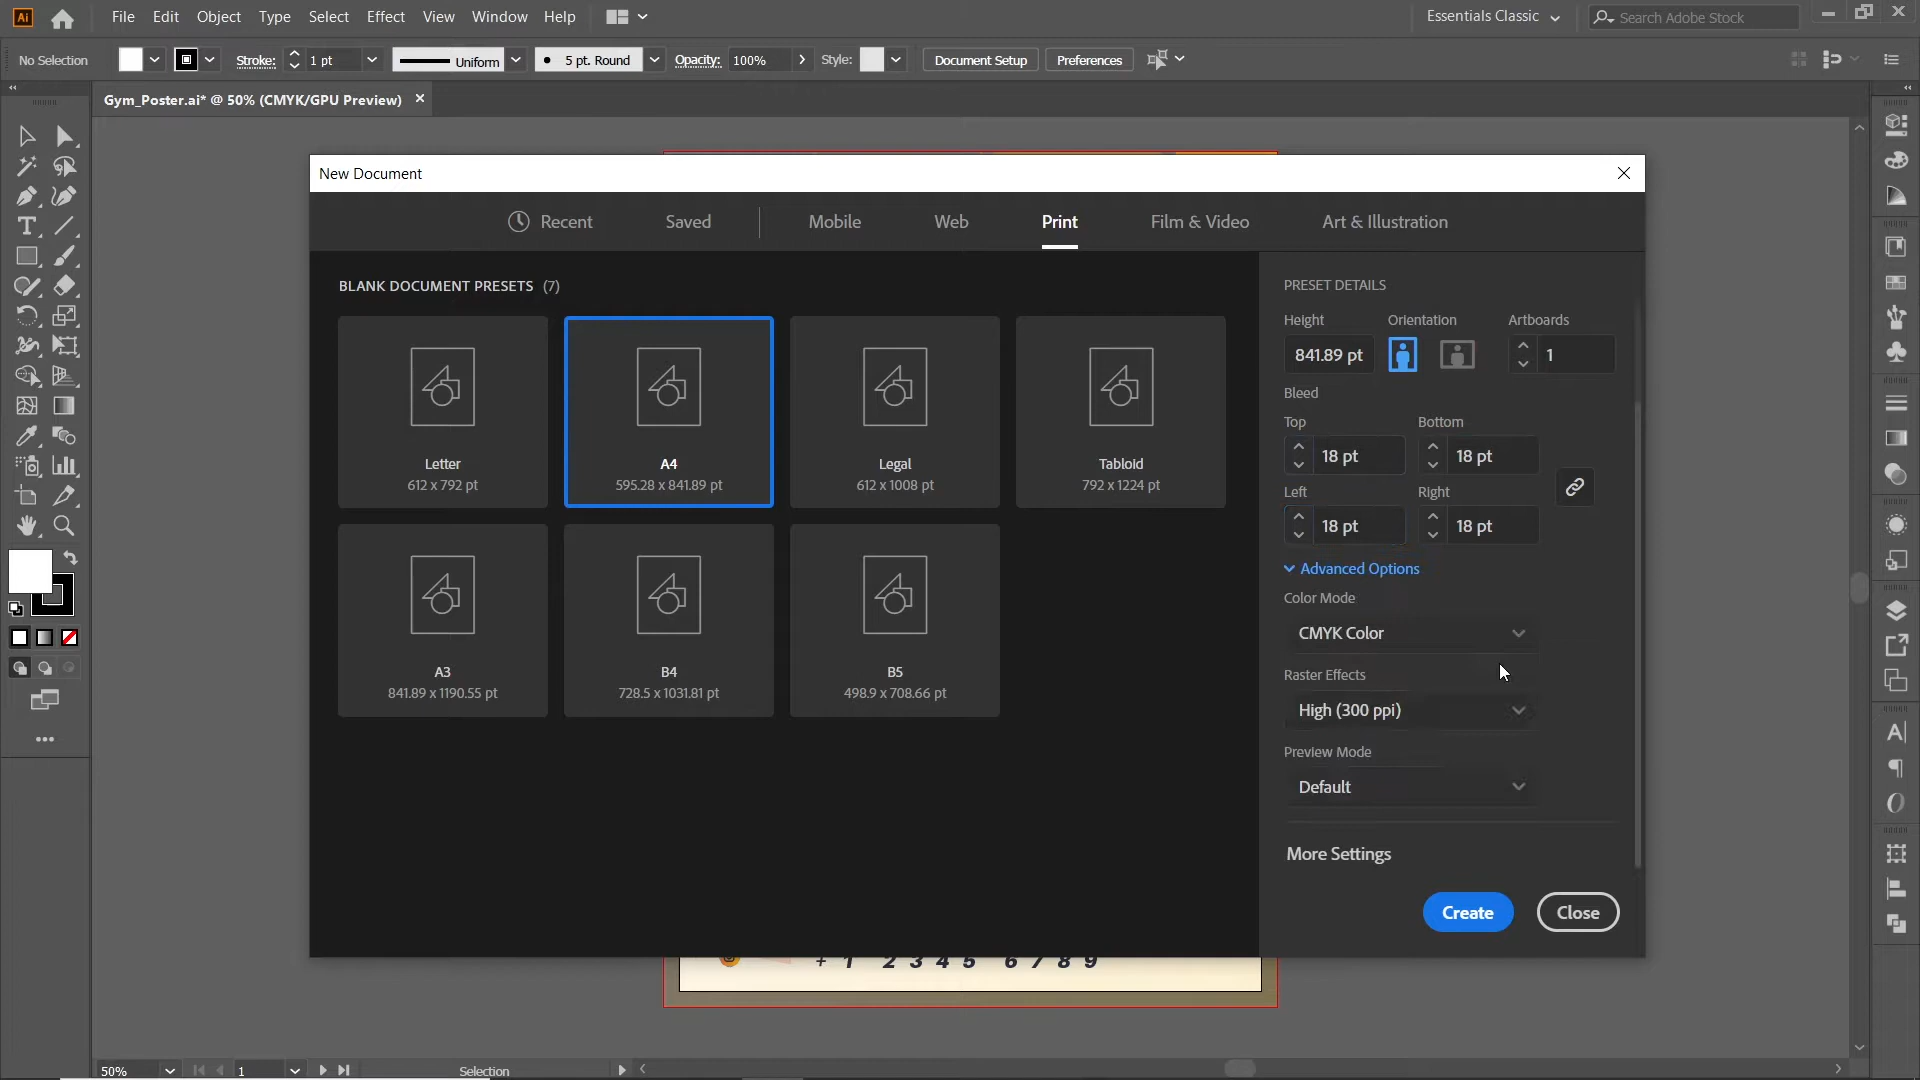 Ai File Edit Object Type Select Effect View Window Help Essentials Classic Search Adobe Stock
No Selection Stroke: 1 pt Uniform 5 pt. Round Opacity: 100% Style: Document Setup Preferences
Gym_Poster.ai* @ 50% (CMYK/GPU Preview)
New Document
Recent Saved Mobile Web Print Film & Video Art & Illustration
BLANK DOCUMENT PRESETS (7)
Letter
612 x 792 pt
A4
595.28 x 841.89 pt
Legal
612 x 1008 pt
Tabloid
792 x 1224 pt
A3
841.89 x 1190.55 pt
B4
728.5 x 1031.81 pt
B5
498.9 x 708.66 pt
PRESET DETAILS
Height Orientation Artboards
841.89 pt 1
Bleed
Top Bottom
18 pt 18 pt
Left Right
18 pt 18 pt
Advanced Options
Color Mode
CMYK Color
Raster Effects
High (300 ppi)
Preview Mode
Default
More Settings
Create Close
+ 1 2 3 4 5 6 7 8 9
50% 1 Selection